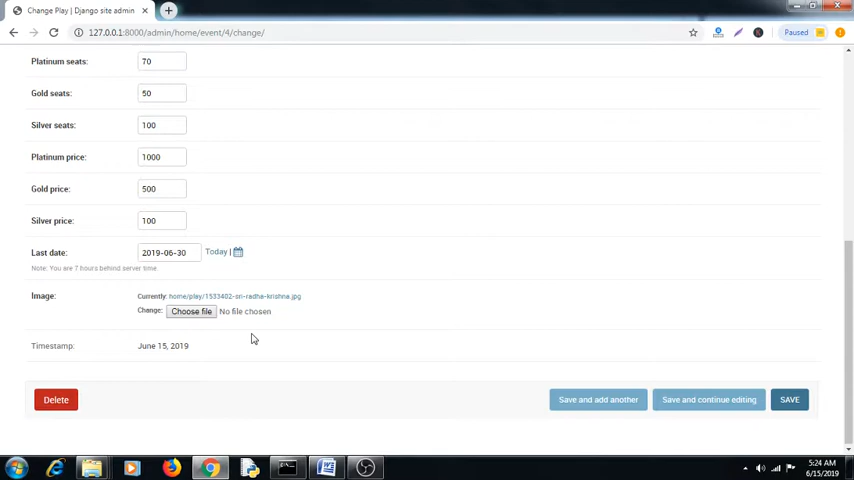 Change Play | Django site admin
127.0.0.1:8000/admin/home/event/4/change/
Paused
Platinum seats: 70
Gold seats: 50
Silver seats: 100
Platinum price: 1000
Gold price: 500
Silver price: 100
Last date: 2019-06-30 Today |
Note: You are 7 hours behind server time
Image: Currently: home/play/1533402-sri-radha-krishna.jpg
Change: Choose file No file chosen
Timestamp: June 15, 2019
Delete Save and add another Save and continue editing SAVE
5:24 AM
6/15/2019